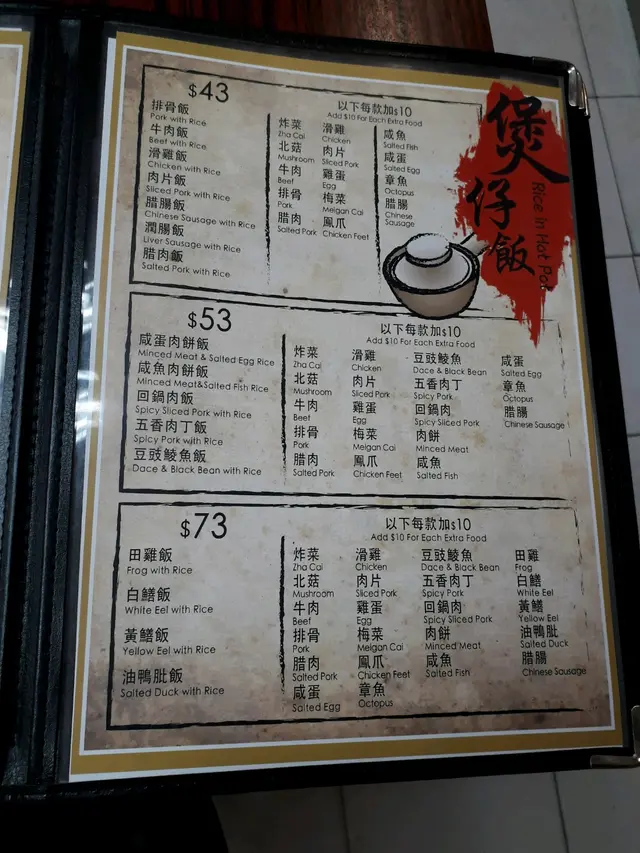 煲仔飯
Rice in Hot Pot
$43
排骨飯
Pork with Rice
牛肉飯
Beef with Rice
滑雞飯
Chicken with Rice
肉片飯
Sliced Pork with Rice
腊腸飯
Chinese Sausage with Rice
潤腸飯
Liver Sausage with Rice
腊肉飯
Salted Pork with Rice
以下每款加$10
Add $10 For Each Extra Food
炸菜
Zha Cai
北菇
Mushroom
牛肉
Beef
排骨
Pork
腊肉
Salted Pork
滑雞
Chicken
肉片
Sliced Pork
雞蛋
Egg
梅菜
Meigan Cai
鳳爪
Chicken Feet
咸魚
Salted Fish
咸蛋
Salted Egg
章魚
Octopus
腊腸
Chinese
Sausage
$53
咸蛋肉餅飯
Minced Meat & Salted Egg Rice
咸魚肉餅飯
Minced Meat&Salted Fish Rice
回鍋肉飯
Spicy Sliced Pork with Rice
五香肉丁飯
Spicy Pork with Rice
豆豉鯪魚飯
Dace & Black Bean with Rice
以下每款加$10
Add $10 For Each Extra Food
炸菜
Zha Cai
北菇
Mushroom
牛肉
Beef
排骨
Pork
腊肉
Salted Pork
滑雞
Chicken
肉片
Sliced Pork
雞蛋
Egg
梅菜
Meigan Cai
鳳爪
Chicken Feet
豆豉鯪魚
Dace & Black Bean
五香肉丁
Spicy Pork
回鍋肉
Spicy Sliced Pork
肉餅
Minced Meat
咸魚
Salted Fish
咸蛋
Salted Egg
章魚
Octopus
腊腸
Chinese Sausage
$73
田雞飯
Frog with Rice
白鱔飯
White Eel with Rice
黃鱔飯
Yellow Eel with Rice
油鴨肶飯
Salted Duck with Rice
以下每款加$10
Add $10 For Each Extra Food
炸菜
Zha Cai
北菇
Mushroom
牛肉
Beef
排骨
Pork
腊肉
Salted Pork
咸蛋
Salted Egg
滑雞
Chicken
肉片
Sliced Pork
雞蛋
Egg
梅菜
Meigan Cai
鳳爪
Chicken Feet
章魚
Octopus
豆豉鯪魚
Dace & Black Bean
五香肉丁
Spicy Pork
回鍋肉
Spicy Sliced Pork
肉餅
Minced Meat
咸魚
Salted Fish
田雞
Frog
白鱔
White Eel
黃鱔
Yellow Eel
油鴨肶
Salted Duck
腊腸
Chinese Sausage